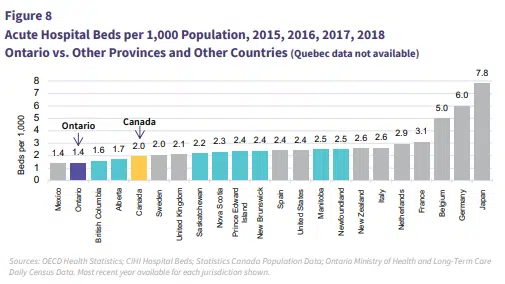 Figure 8
Acute Hospital Beds per 1,000 Population, 2015, 2016, 2017, 2018
Ontario vs. Other Provinces and Other Countries (Quebec data not available)
Beds per 1,000
8
7
6
5
4
3
2
1
0
Ontario
Canada
1.4
1.4
1.6
1.7
2.0
2.0
2.1
2.2
2.3
2.4
2.4
2.4
2.4
2.5
2.5
2.6
2.6
2.9
3.1
5.0
6.0
7.8
Mexico
Ontario
British Columbia
Alberta
Canada
Sweden
United Kingdom
Saskatchewan
Nova Scotia
Prince Edward
Island
New Brunswick
Spain
United States
Manitoba
Newfoundland
New Zealand
Italy
Netherlands
France
Belgium
Germany
Japan
Sources: OECD Health Statistics; CIHI Hospital Beds; Statistics Canada Population Data; Ontario Ministry of Health and Long-Term Care
Daily Census Data. Most recent year available for each jurisdiction shown.